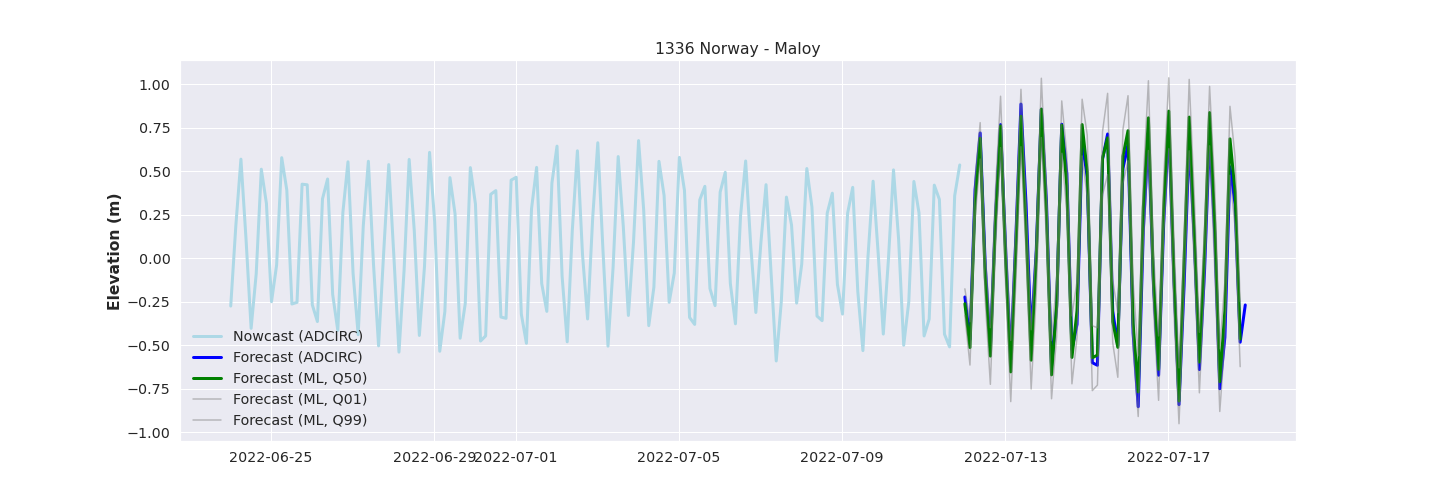 1336 Norway - Maloy
Elevation (m)
1.00
0.75
0.50
0.25
0.00
−0.25
−0.50
−0.75
−1.00
Nowcast (ADCIRC)
Forecast (ADCIRC)
Forecast (ML, Q50)
Forecast (ML, Q01)
Forecast (ML, Q99)
2022-06-25 2022-06-29 2022-07-01 2022-07-05 2022-07-09 2022-07-13 2022-07-17